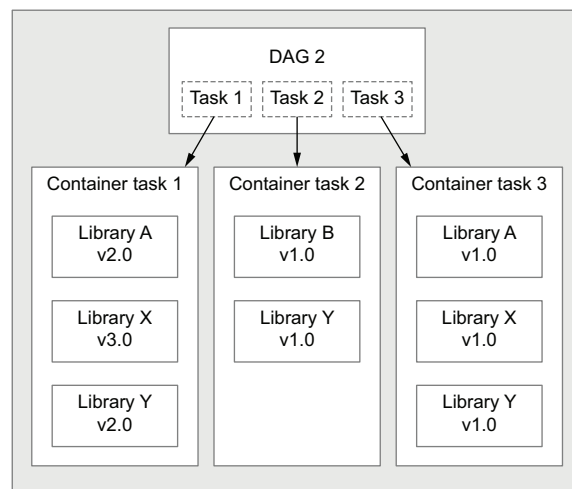 DAG 2
Task 1
Task 2
Task 3
Container task 1
Library A
v2.0
Library X
v3.0
Library Y
v2.0
Container task 2
Library B
v1.0
Library Y
v1.0
Container task 3
Library A
v1.0
Library X
v1.0
Library Y
v1.0